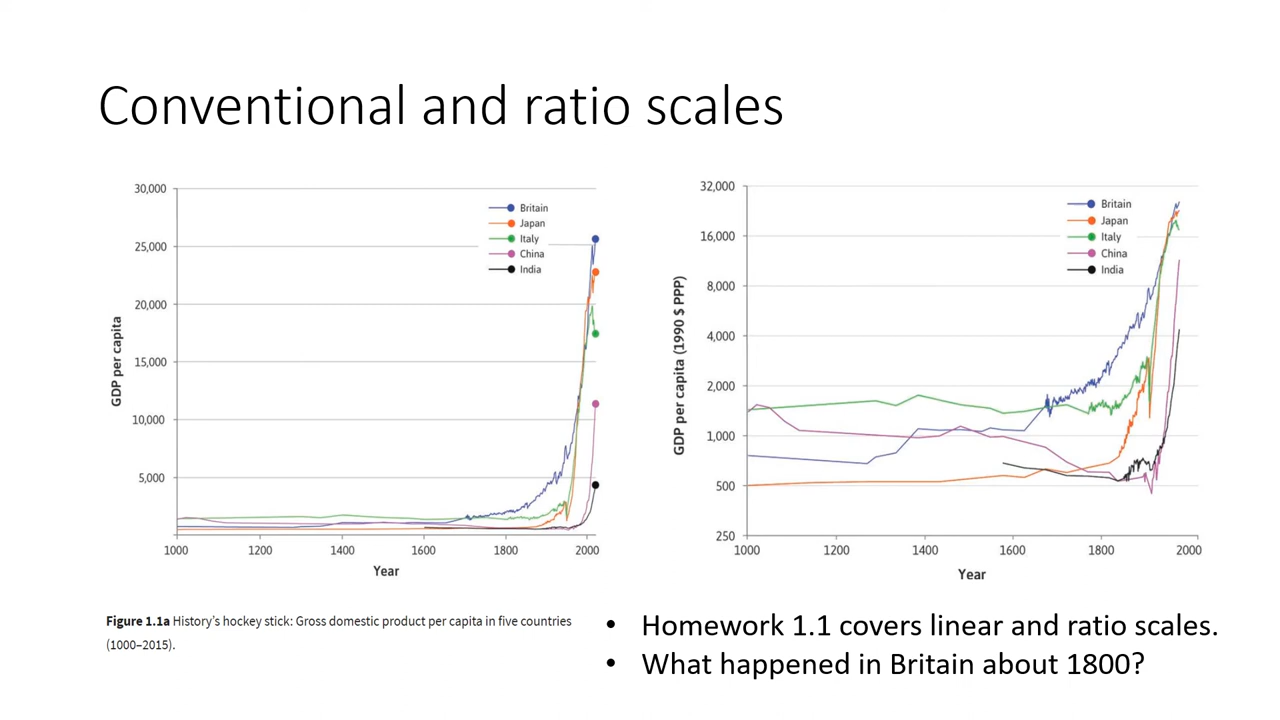 Conventional and ratio scales
30,000
25,000
20,000
15,000
10,000
5,000
GDP per capita
Britain
Japan
Italy
China
India
1000
1200
1400
1600
1800
2000
Year
32,000
16,000
8,000
4,000
2,000
1,000
500
250
GDP per capita (1990 $ PPP)
Britain
Japan
Italy
China
India
1000
1200
1400
1600
1800
2000
Year
Figure 1.1a History's hockey stick: Gross domestic product per capita in five countries
(1000–2015).
• Homework 1.1 covers linear and ratio scales.
• What happened in Britain about 1800?